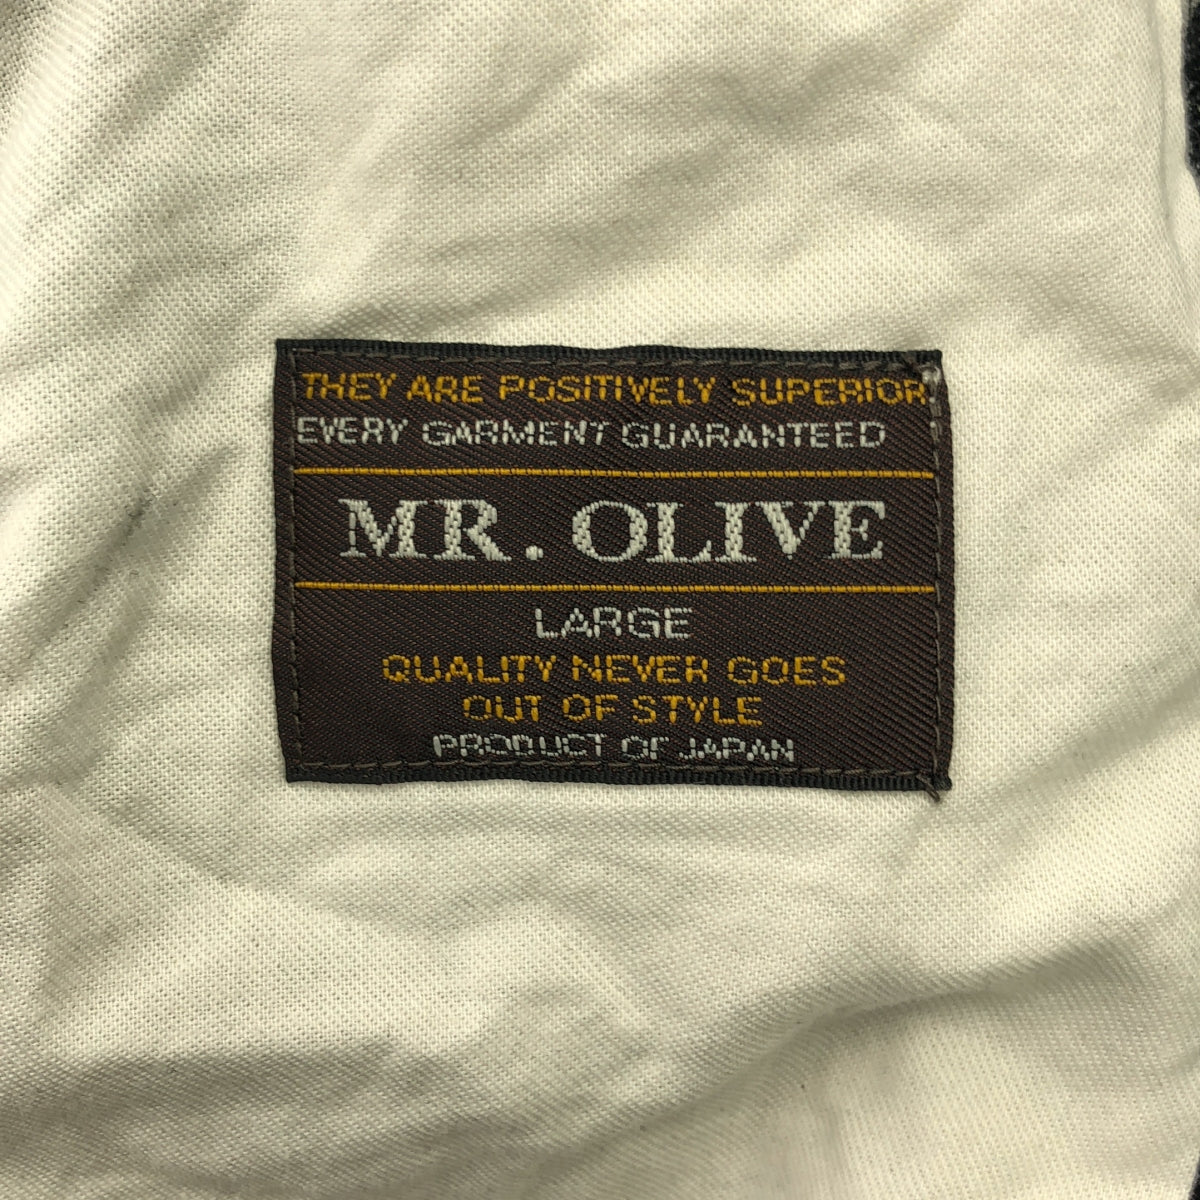 THEY ARE POSITIVELY SUPERIOR.
EVERY GARMENT GUARANTEED
MR. OLIVE
LARGE
QUALITY NEVER GOES
OUT OF STYLE
PRODUCT OF JAPAN